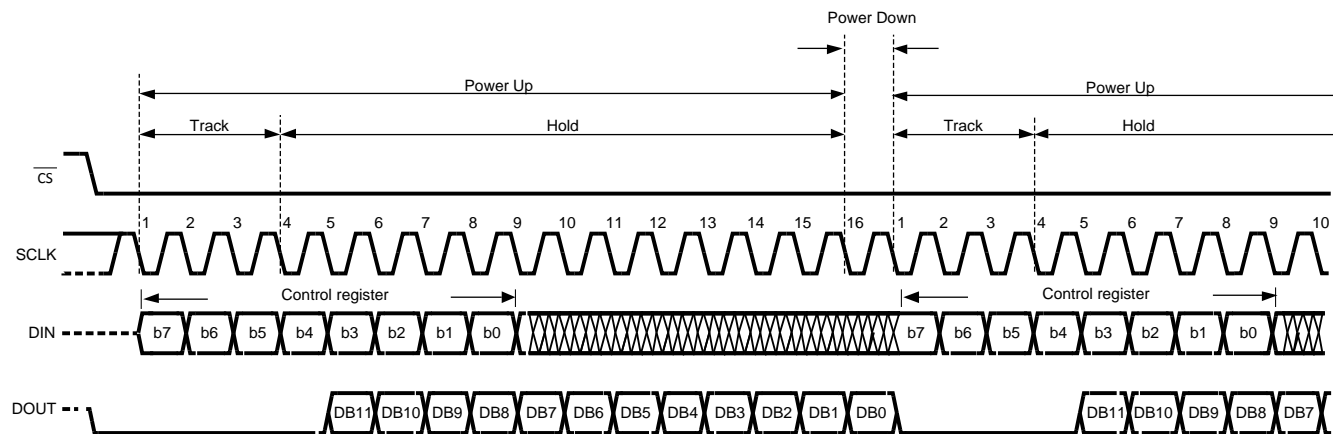 Power Down
Power Up
Power Up
Track Hold Track Hold
CS
1 2 3 4 5 6 7 8 9 10 11 12 13 14 15 16 1 2 3 4 5 6 7 8 9 10
SCLK
Control register Control register
DIN b7 b6 b5 b4 b3 b2 b1 b0 b7 b6 b5 b4 b3 b2 b1 b0
DOUT DB11 DB10 DB9 DB8 DB7 DB6 DB5 DB4 DB3 DB2 DB1 DB0 DB11 DB10 DB9 DB8 DB7